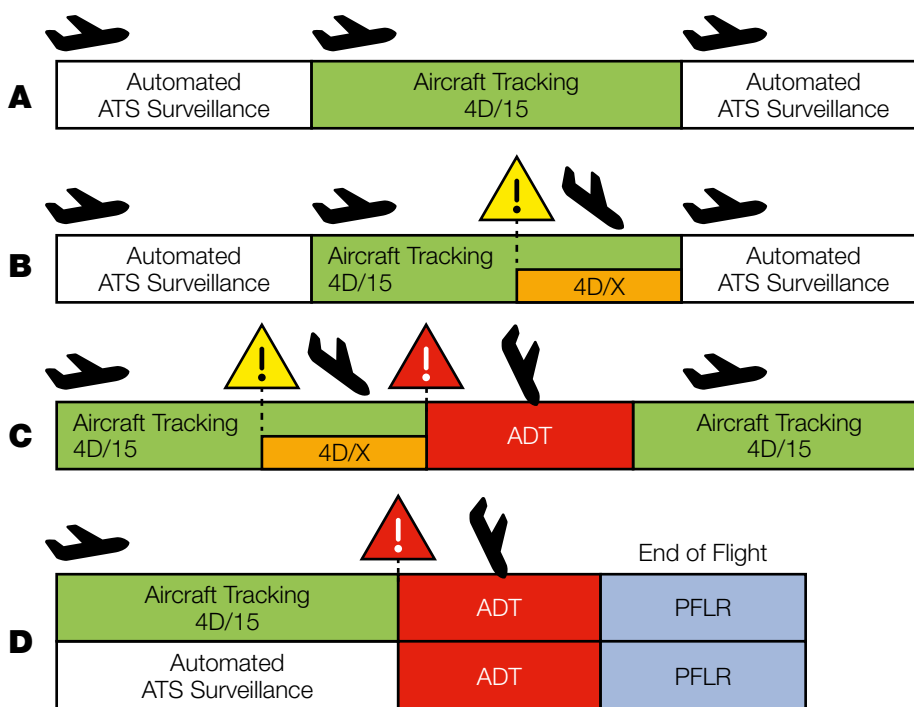 A
Automated
ATS Surveillance
Aircraft Tracking
4D/15
Automated
ATS Surveillance
!
B
Automated
ATS Surveillance
Aircraft Tracking
4D/15
4D/X
Automated
ATS Surveillance
!
!
C
Aircraft Tracking
4D/15
4D/X
ADT
Aircraft Tracking
4D/15
!
End of Flight
D
Aircraft Tracking
4D/15
ADT
PFLR
Automated
ATS Surveillance
ADT
PFLR